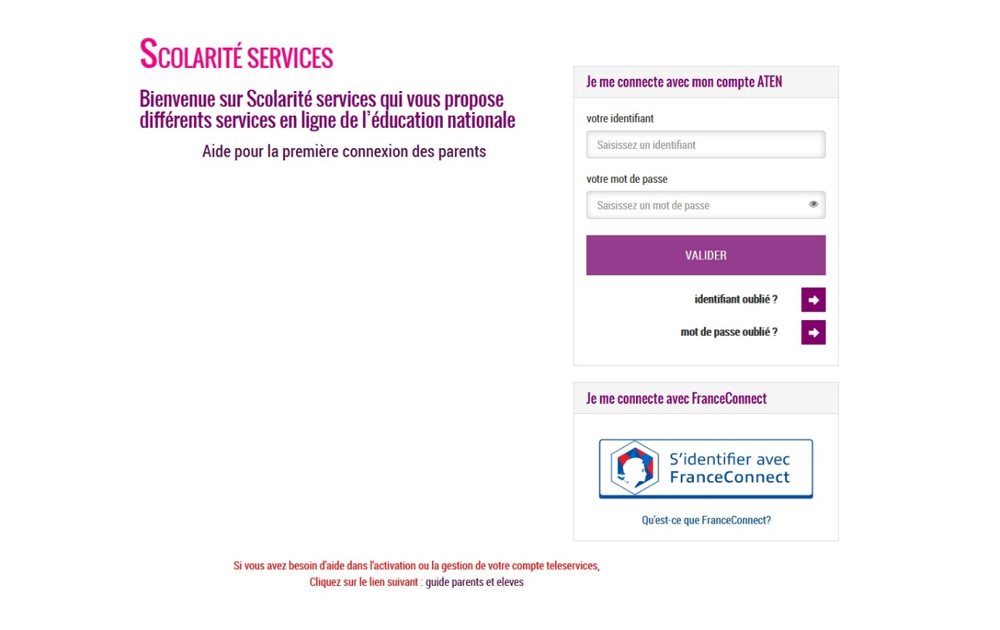 SCOLARITÉ SERVICES
Bienvenue sur Scolarité services qui vous propose
différents services en ligne de l’éducation nationale
Aide pour la première connexion des parents
Je me connecte avec mon compte ATEN
votre identifiant
Saisissez un identifiant
votre mot de passe
Saisissez un mot de passe
VALIDER
identifiant oublié ?
mot de passe oublié ?
Je me connecte avec FranceConnect
S’identifier avec
FranceConnect
Qu'est-ce que FranceConnect?
Si vous avez besoin d'aide dans l'activation ou la gestion de votre compte teleservices,
Cliquez sur le lien suivant : guide parents et eleves